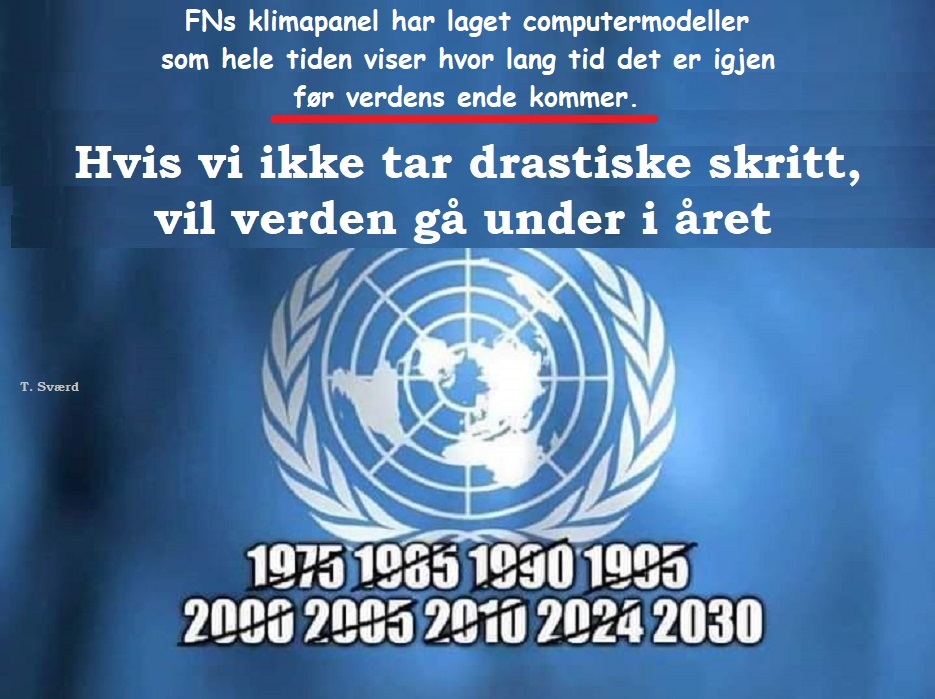 FNs klimapanel har laget computermodeller
som hele tiden viser hvor lang tid det er igjen
før verdens ende kommer.
Hvis vi ikke tar drastiske skritt,
vil verden gå under i året
T. Sværd
1975 1985 1990 1995
2000 2005 2010 2024 2030